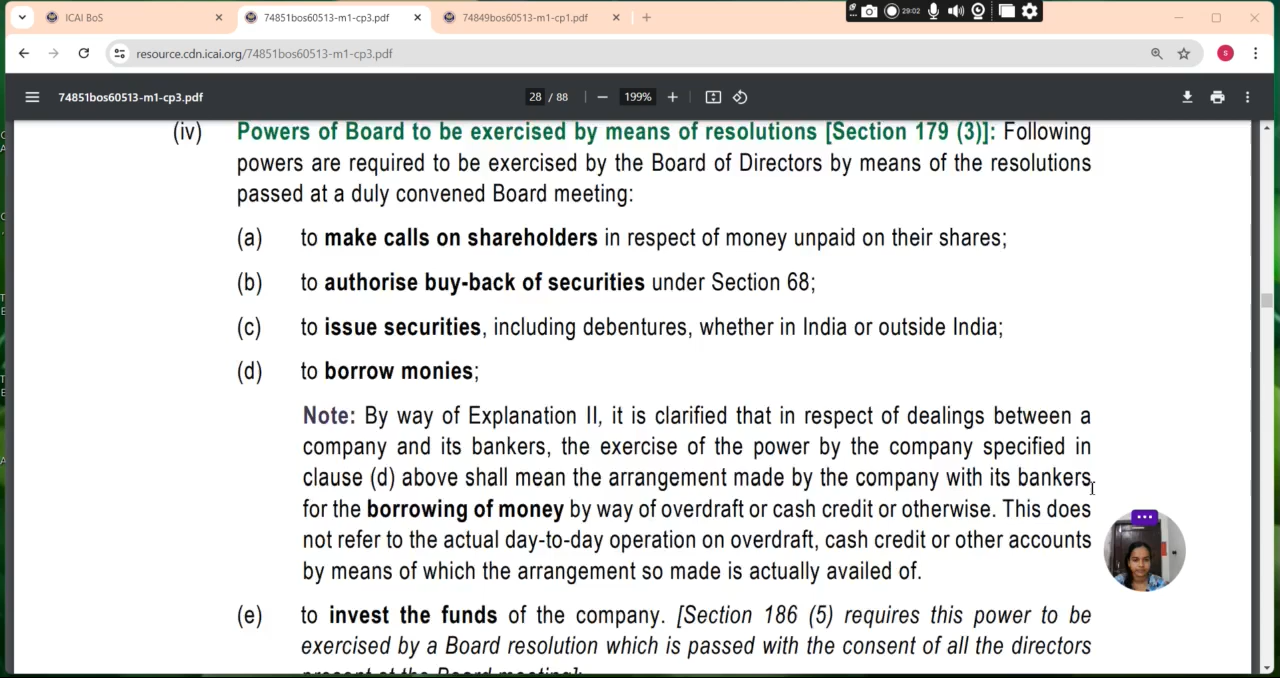 ICAI BoS
74851bos60513-m1-cp3.pdf
74849bos60513-m1-cp1.pdf
29:02
resource.cdn.icai.org/74851bos60513-m1-cp3.pdf
S
74851bos60513-m1-cp3.pdf
28 / 88
199%
(iv) Powers of Board to be exercised by means of resolutions [Section 179 (3)]: Following
powers are required to be exercised by the Board of Directors by means of the resolutions
passed at a duly convened Board meeting:
(a) to make calls on shareholders in respect of money unpaid on their shares;
(b) to authorise buy-back of securities under Section 68;
(c) to issue securities, including debentures, whether in India or outside India;
(d) to borrow monies;
Note: By way of Explanation II, it is clarified that in respect of dealings between a
company and its bankers, the exercise of the power by the company specified in
clause (d) above shall mean the arrangement made by the company with its bankers
for the borrowing of money by way of overdraft or cash credit or otherwise. This does
not refer to the actual day-to-day operation on overdraft, cash credit or other accounts
by means of which the arrangement so made is actually availed of.
(e) to invest the funds of the company. [Section 186 (5) requires this power to be
exercised by a Board resolution which is passed with the consent of all the directors
present at the Board meeting];